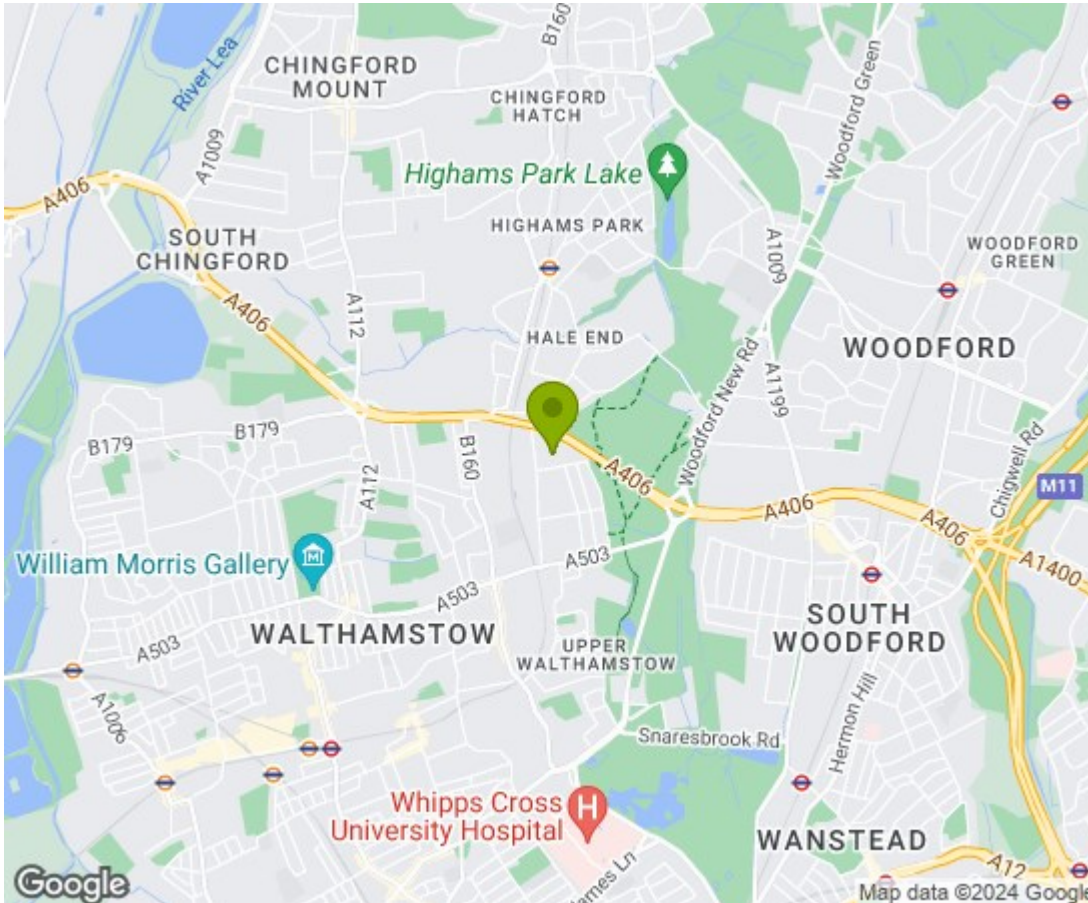 B160
River Lea
CHINGFORD
MOUNT
CHINGFORD
HATCH
Woodford Green
A1009
Highams Park Lake
A406
HIGHAMS PARK
SOUTH
CHINGFORD
A1009
WOODFORD
GREEN
A406
A112
HALE END
WOODFORD
Woodford New Rd
A1199
Chigwell Rd
B179
B179
B160
A112
A406
M11
A406
A406
A1400
William Morris Gallery
A503
A503
A503
WALTHAMSTOW
SOUTH
WOODFORD
UPPER
WALTHAMSTOW
A1006
Hermon Hill
Snaresbrook Rd
Whipps Cross
University Hospital
H
WANSTEAD
A12
Google
Map data ©2024 Google